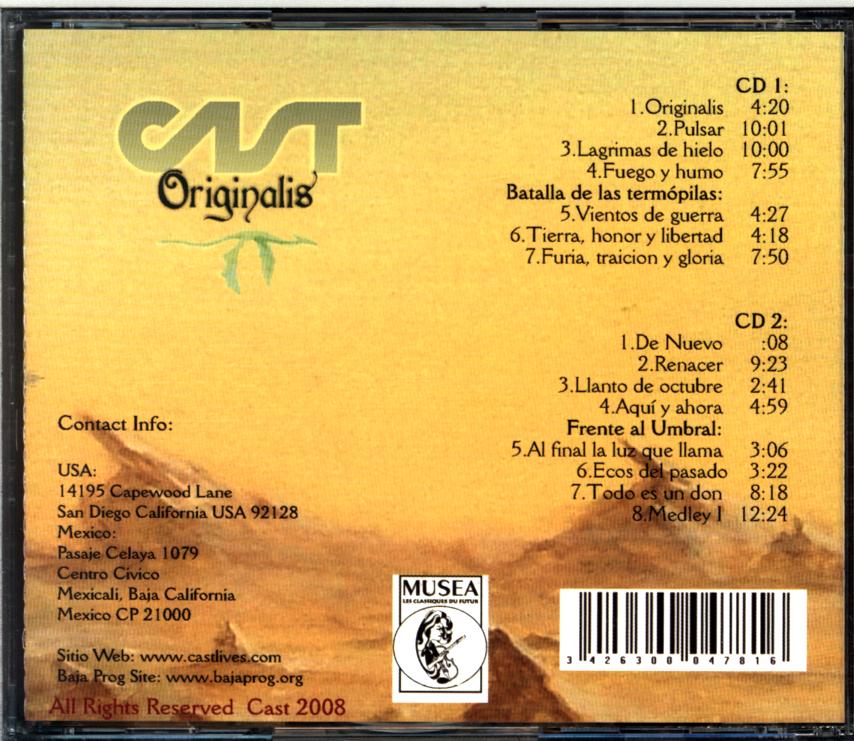 CAST
Originalis
CD 1:
1.Originalis 4:20
2.Pulsar 10:01
3.Lagrimas de hielo 10:00
4.Fuego y humo 7:55
Batalla de las termópilas:
5.Vientos de guerra 4:27
6.Tierra, honor y libertad 4:18
7.Furia, traicion y gloria 7:50
CD 2:
1.De Nuevo :08
2.Renacer 9:23
3.Llanto de octubre 2:41
4.Aquí y ahora 4:59
Frente al Umbral:
5.Al final la luz que llama 3:06
6.Ecos del pasado 3:22
7.Todo es un don 8:18
8.Medley I 12:24
Contact Info:
USA:
14195 Capewood Lane
San Diego California USA 92128
Mexico:
Pasaje Celaya 1079
Centro Civico
Mexicali, Baja California
Mexico CP 21000
Sitio Web: www.castlives.com
Baja Prog Site: www.bajaprog.org
All Rights Reserved Cast 2008
MUSEA
LES CLASSIQUES DU FUTUR
3 426300 047816